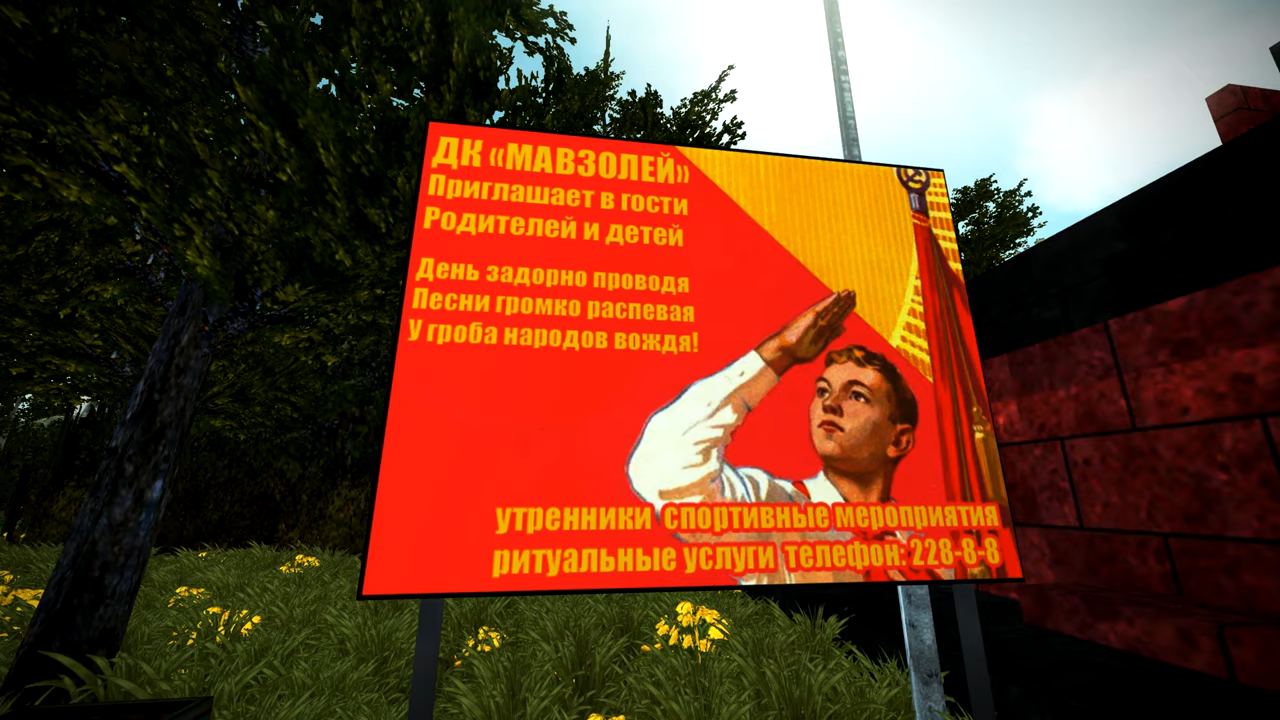 ДК «МАВЗОЛЕЙ»
Приглашает в гости
Родителей и детей
День задорно проводя
Песни громко распевая
У гроба народов вождя!
утренники спортивные мероприятия
ритуальные услуги телефон: 228-8-8